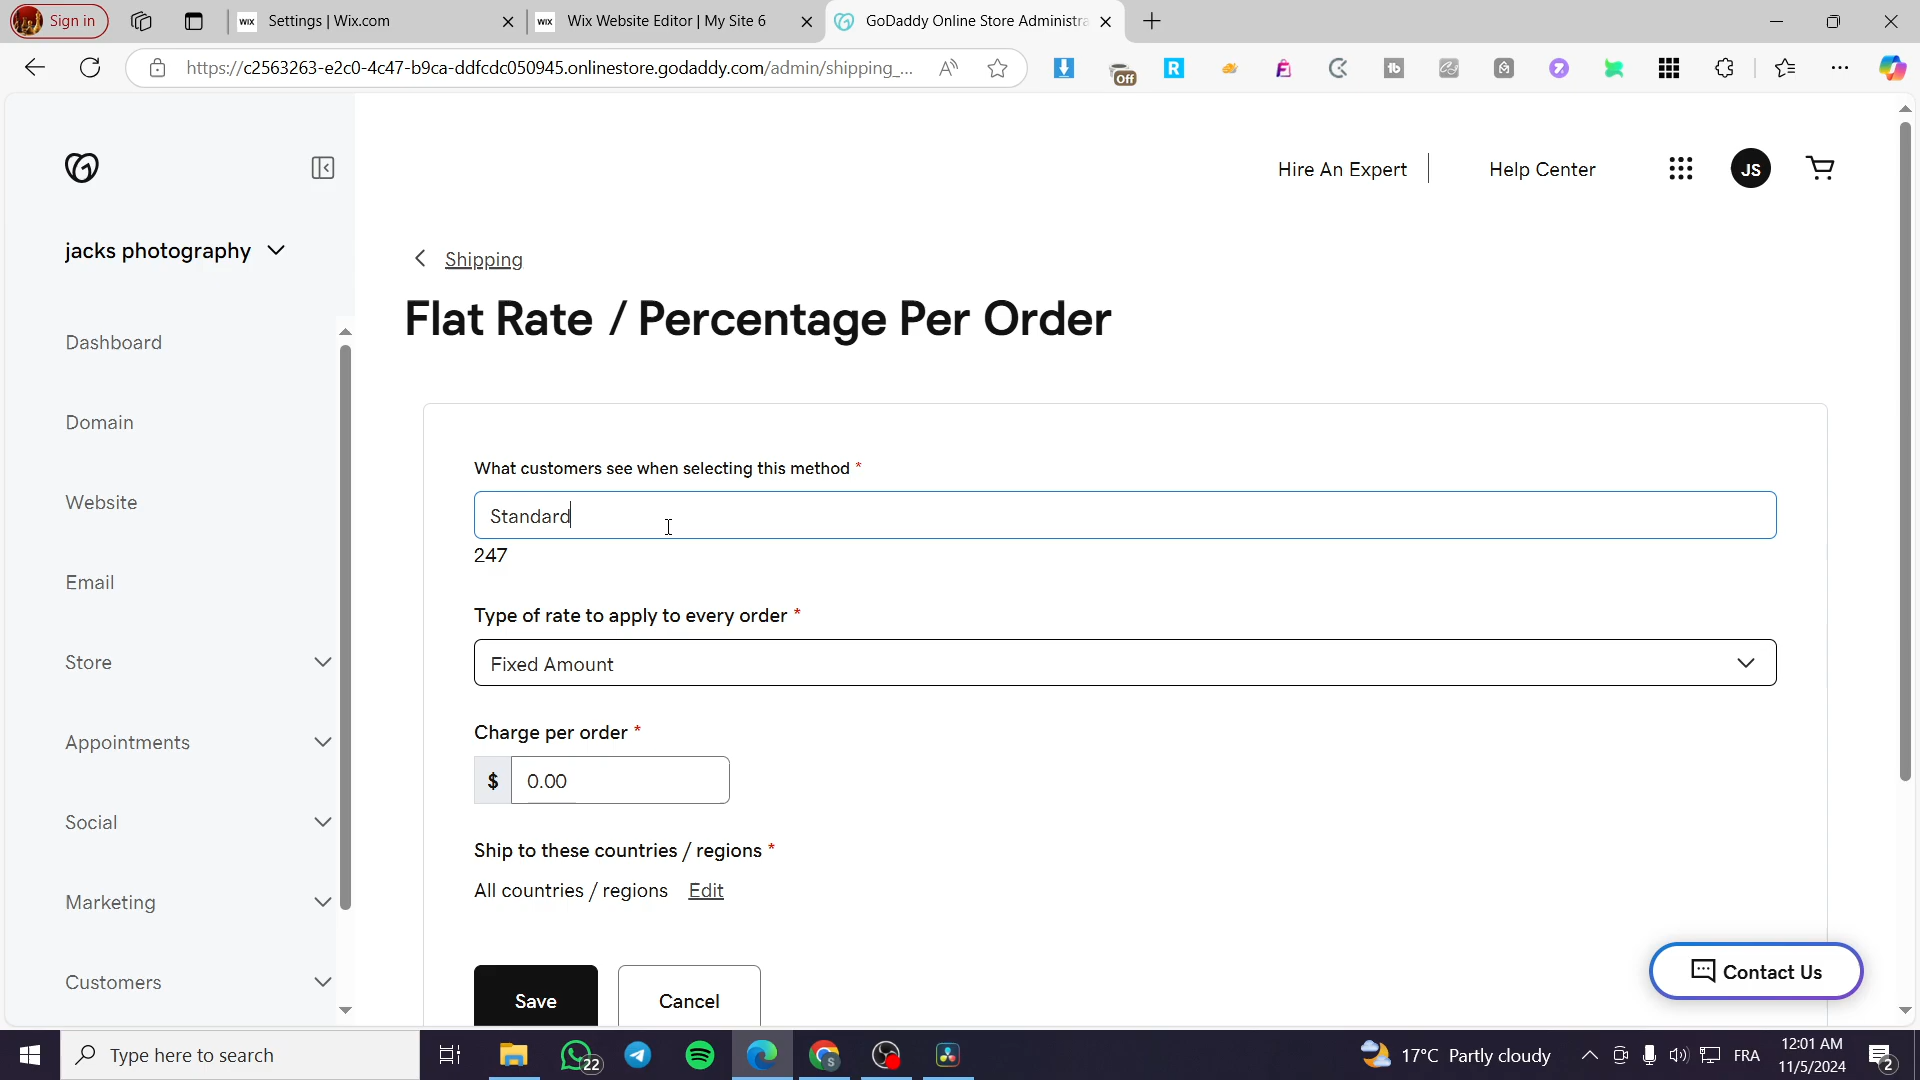 Sign in
WIX Settings | Wix.com
WIX Wix Website Editor | My Site 6
GoDaddy Online Store Administra
https://c2563263-e2c0-4c47-b9ca-ddfcdc050945.onlinestore.godaddy.com/admin/shipping_...
Off
Hire An Expert
Help Center
JS
jacks photography
Dashboard
Domain
Website
Email
Store
Appointments
Social
Marketing
Customers
Shipping
Flat Rate / Percentage Per Order
What customers see when selecting this method *
Standard
247
Type of rate to apply to every order *
Fixed Amount
Charge per order *
$ 0.00
Ship to these countries / regions *
All countries / regions Edit
Save
Cancel
Contact Us
Type here to search
22
17°C Partly cloudy
FRA
12:01 AM
11/5/2024
2